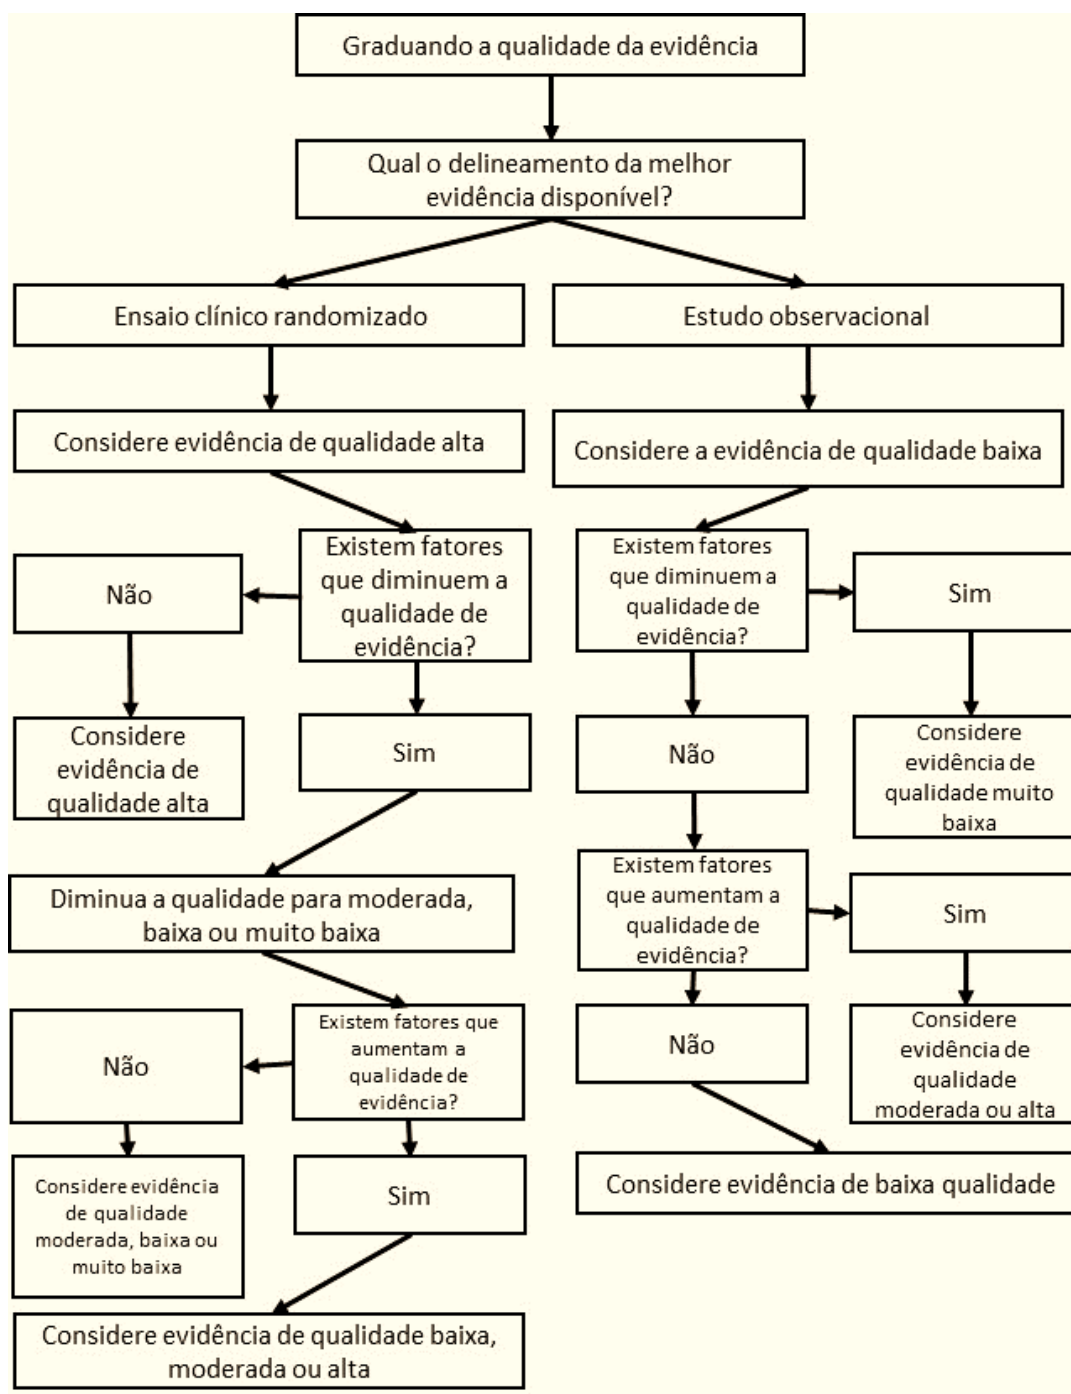 Graduando a qualidade da evidência
Qual o delineamento da melhor
evidência disponível?
Ensaio clínico randomizado
Estudo observacional
Considere evidência de qualidade alta
Considere a evidência de qualidade baixa
Existem fatores
que diminuem a
qualidade de
evidência?
Não
Considere
evidência de
qualidade alta
Sim
Diminua a qualidade para moderada,
baixa ou muito baixa
Existem fatores que
aumentam a
qualidade de
evidência?
Não
Considere evidência
de qualidade
moderada, baixa ou
muito baixa
Sim
Considere evidência de qualidade baixa,
moderada ou alta
Existem fatores
que diminuem a
qualidade de
evidência?
Sim
Considere
evidência de
qualidade muito
baixa
Não
Existem fatores
que aumentam a
qualidade de
evidência?
Sim
Considere
evidência de
qualidade
moderada ou alta
Não
Considere evidência de baixa qualidade